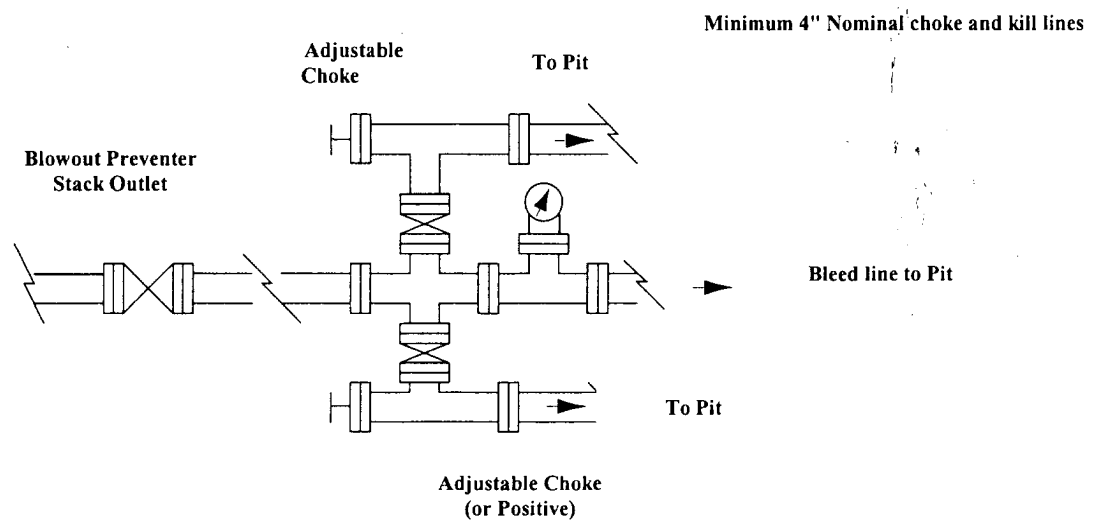 Minimum 4" Nominal choke and kill lines
Adjustable
Choke
To Pit
Blowout Preventer
Stack Outlet
Bleed line to Pit
To Pit
Adjustable Choke
(or Positive)